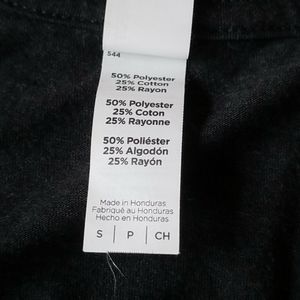 544
50% Polyester
25% Cotton
25% Rayon
50% Polyester
25% Coton
25% Rayonne
50% Poliéster
25% Algodón
25% Rayón
Made in Honduras
Fabriqué au Honduras
Hecho en Honduras
S | P | CH